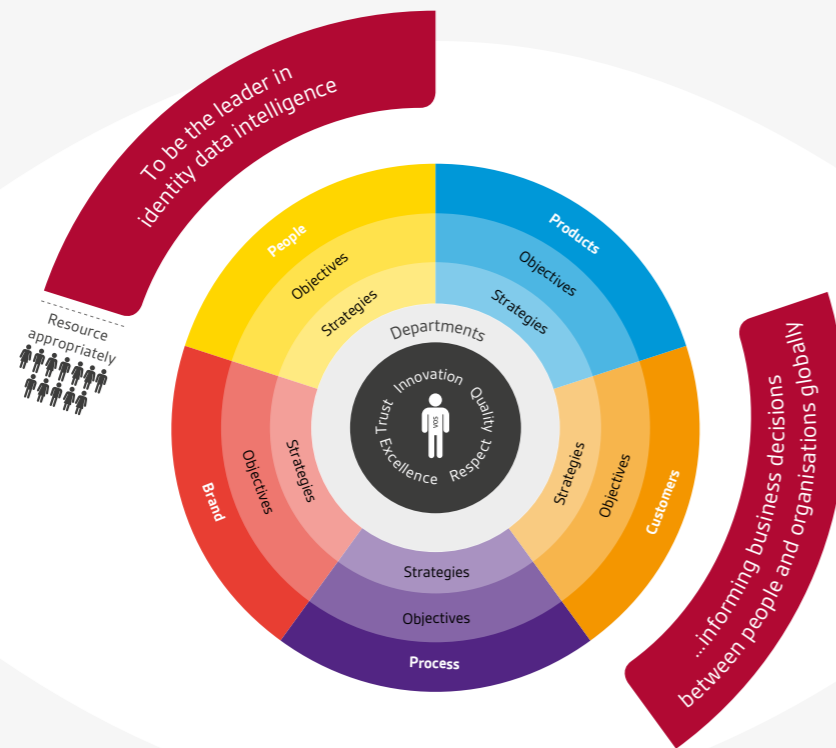 To be the leader in
identity data intelligence
Resource
appropriately
People
Objectives
Strategies
Products
Objectives
Strategies
Customers
Objectives
Strategies
Process
Objectives
Strategies
Brand
Objectives
Strategies
Departments
Innovation
Quality
Respect
Excellence
Trust
...informing business decisions
between people and organisations globally